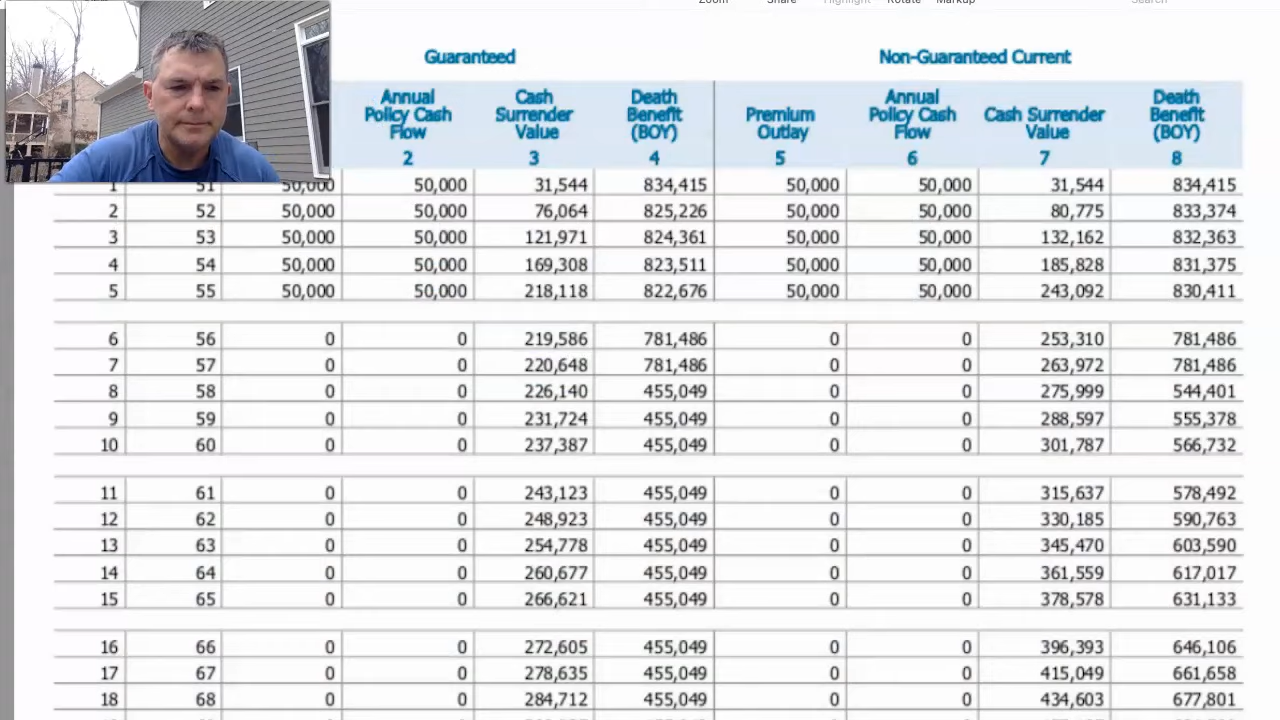 Zoom Share Highlight Rotate Markup Search
Guaranteed Non-Guaranteed Current
Annual Cash Death Annual Death
Policy Cash Surrender Benefit Premium Policy Cash Cash Surrender Benefit
Flow Value (BOY) Outlay Flow Value (BOY)
2 3 4 5 6 7 8
1 51 50,000 50,000 31,544 834,415 50,000 50,000 31,544 834,415
2 52 50,000 50,000 76,064 825,226 50,000 50,000 80,775 833,374
3 53 50,000 50,000 121,971 824,361 50,000 50,000 132,162 832,363
4 54 50,000 50,000 169,308 823,511 50,000 50,000 185,828 831,375
5 55 50,000 50,000 218,118 822,676 50,000 50,000 243,092 830,411
6 56 0 0 219,586 781,486 0 0 253,310 781,486
7 57 0 0 220,648 781,486 0 0 263,972 781,486
8 58 0 0 226,140 455,049 0 0 275,999 544,401
9 59 0 0 231,724 455,049 0 0 288,597 555,378
10 60 0 0 237,387 455,049 0 0 301,787 566,732
11 61 0 0 243,123 455,049 0 0 315,637 578,492
12 62 0 0 248,923 455,049 0 0 330,185 590,763
13 63 0 0 254,778 455,049 0 0 345,470 603,590
14 64 0 0 260,677 455,049 0 0 361,559 617,017
15 65 0 0 266,621 455,049 0 0 378,578 631,133
16 66 0 0 272,605 455,049 0 0 396,393 646,106
17 67 0 0 278,635 455,049 0 0 415,049 661,658
18 68 0 0 284,712 455,049 0 0 434,603 677,801